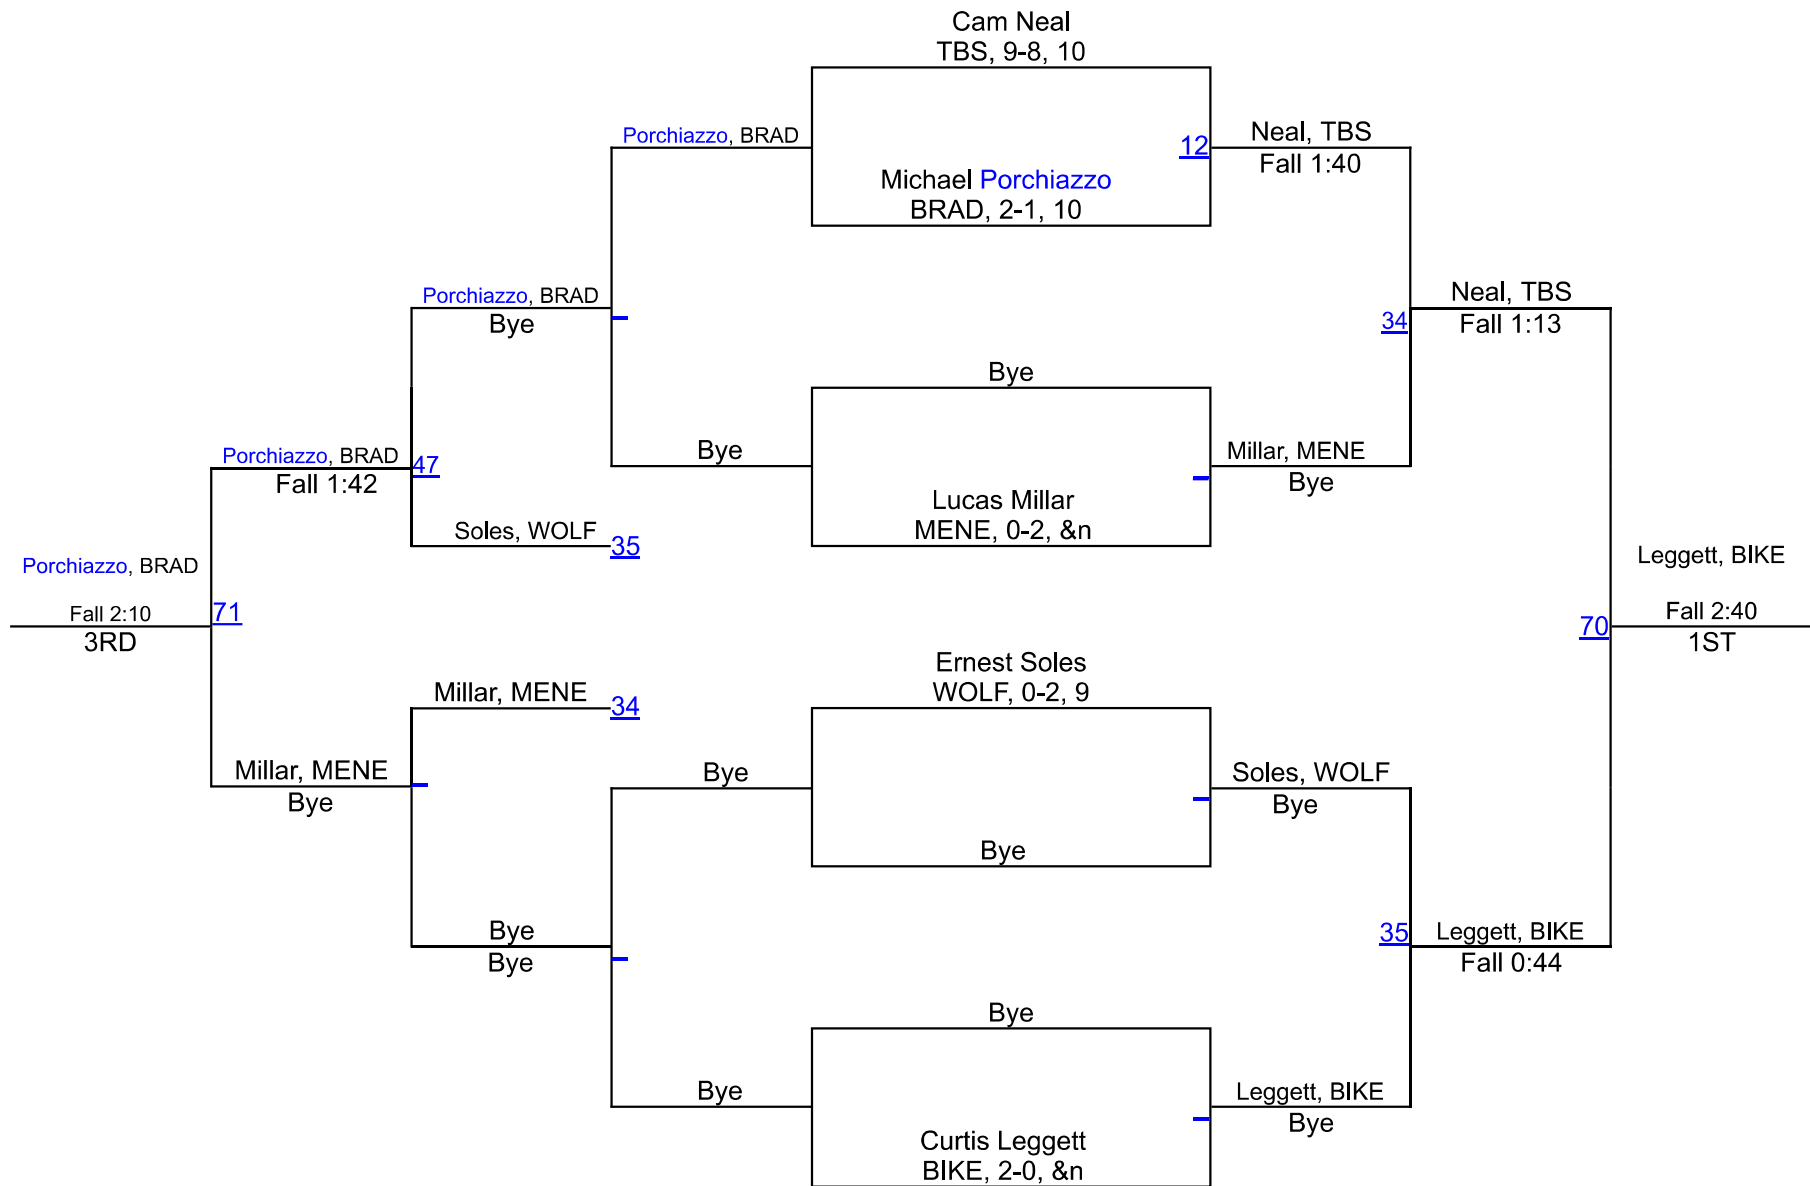 Cam Neal
TBS, 9-8, 10
Porchiazzo, BRAD
12
Neal, TBS
Fall 1:40
Michael Porchiazzo
BRAD, 2-1, 10
Porchiazzo, BRAD
Bye
Neal, TBS
34
Fall 1:13
Bye
Porchiazzo, BRAD
47
Fall 1:42
Bye
Millar, MENE
Bye
Lucas Millar
MENE, 0-2, &n
Soles, WOLF
35
Porchiazzo, BRAD
Fall 2:10
71
3RD
Leggett, BIKE
70
Fall 2:40
1ST
Ernest Soles
WOLF, 0-2, 9
Millar, MENE
34
Millar, MENE
Bye
Bye
Soles, WOLF
Bye
Bye
Bye
Bye
35
Leggett, BIKE
Fall 0:44
Bye
Bye
Leggett, BIKE
Bye
Curtis Leggett
BIKE, 2-0, &n